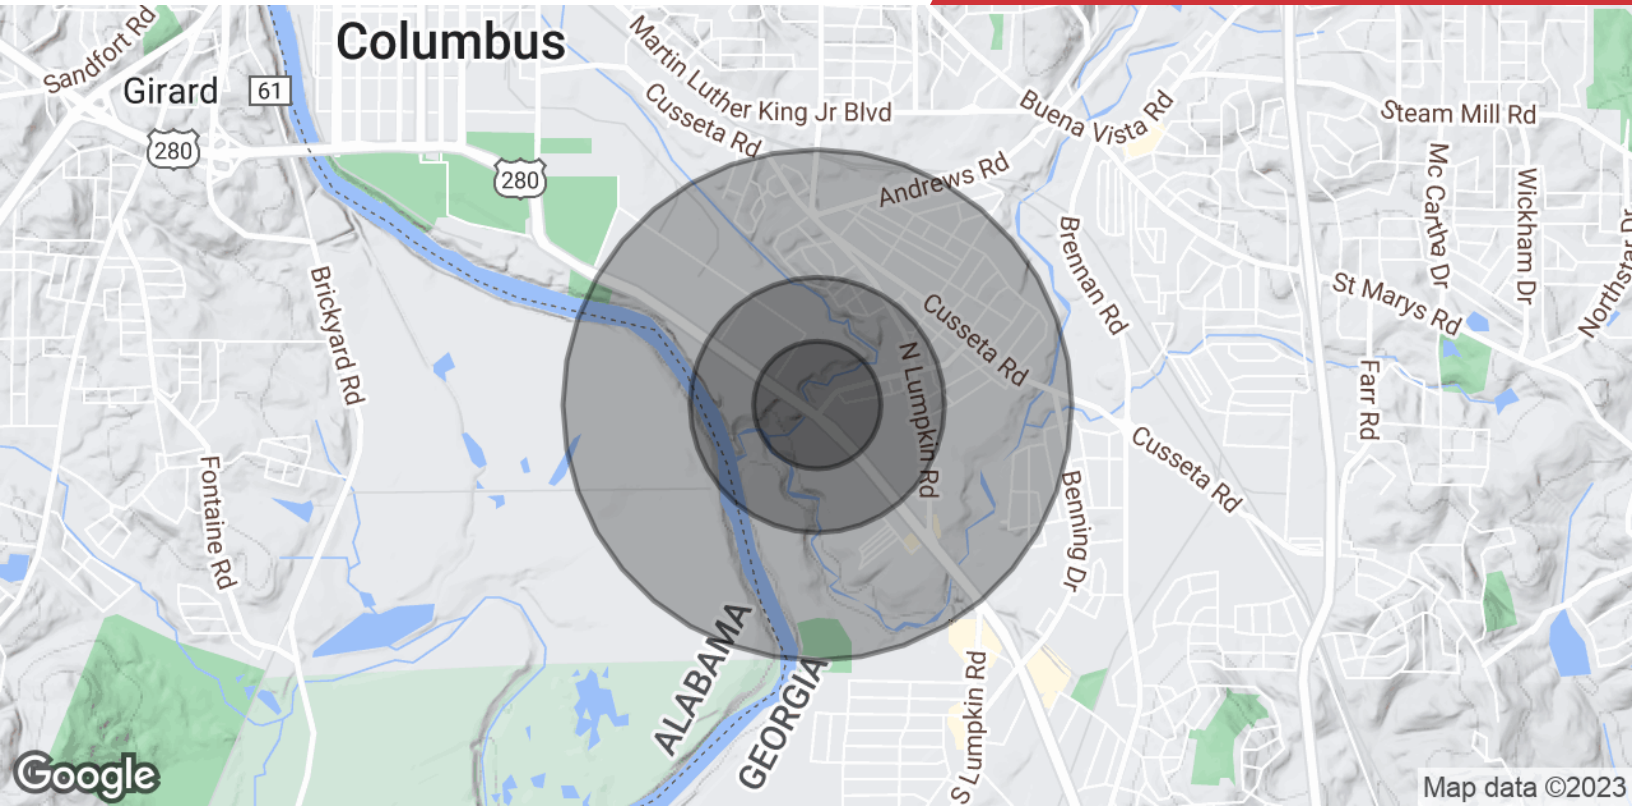 Columbus
Sandfort Rd
Girard
61
280
280
Martin Luther King Jr Blvd
Cusseta Rd
Buena Vista Rd
Steam Mill Rd
Andrews Rd
Mc Cartha Dr
Wickham Dr
Brennan Rd
St Marys Rd
Brickyard Rd
Cusseta Rd
N Lumpkin Rd
Farr Rd
Cusseta Rd
Fontaine Rd
Benning Dr
ALABAMA
GEORGIA
S Lumpkin Rd
Google
Map data ©2023